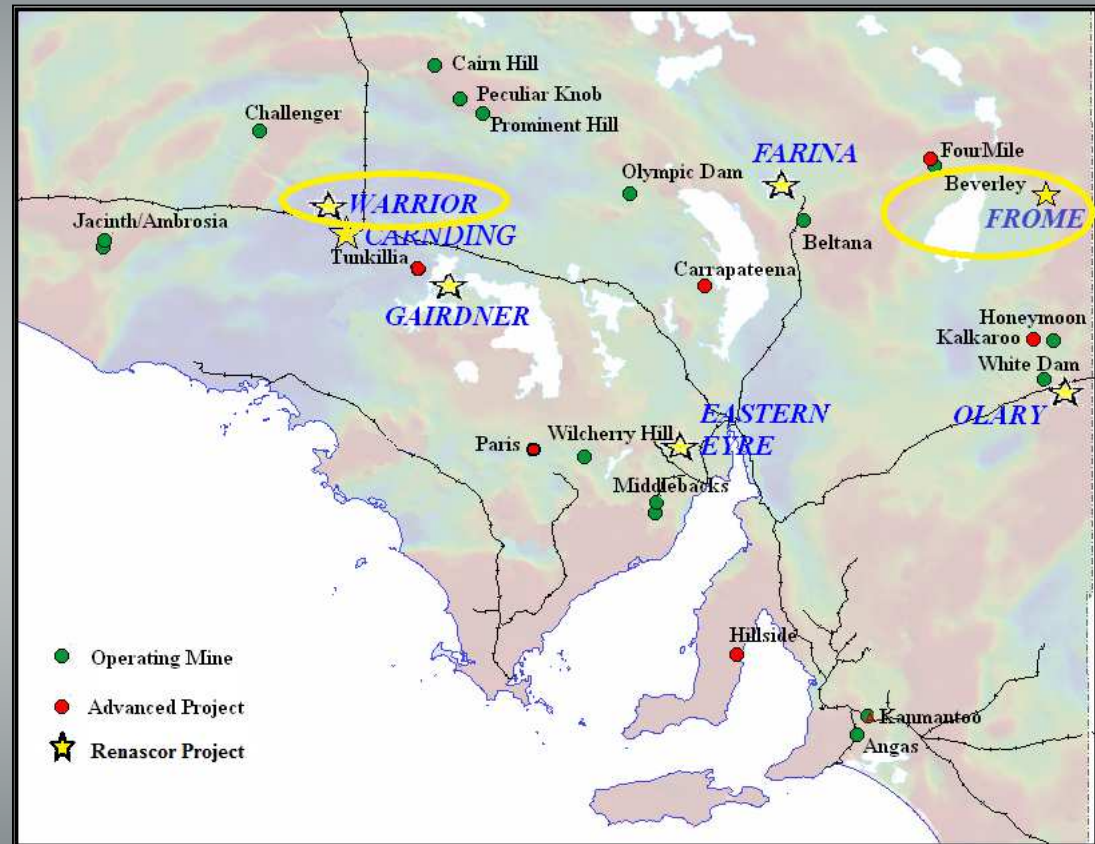 Cairn Hill
Peculiar Knob
Challenger
Prominent Hill
FARINA
FourMile
Olympic Dam
Beverley
WARRIOR
FROME
Jacinth/Ambrosia
CARNDING
Beltana
Tunkillia
Carrapateena
GAIRDNER
Honeymoon
Kalkaroo
White Dam
EASTERN
OLARY
Paris
Wilcherry Hill
EYRE
Middlebacks
Hillside
Operating Mine
Advanced Project
Kanmantoo
Renascor Project
Angas